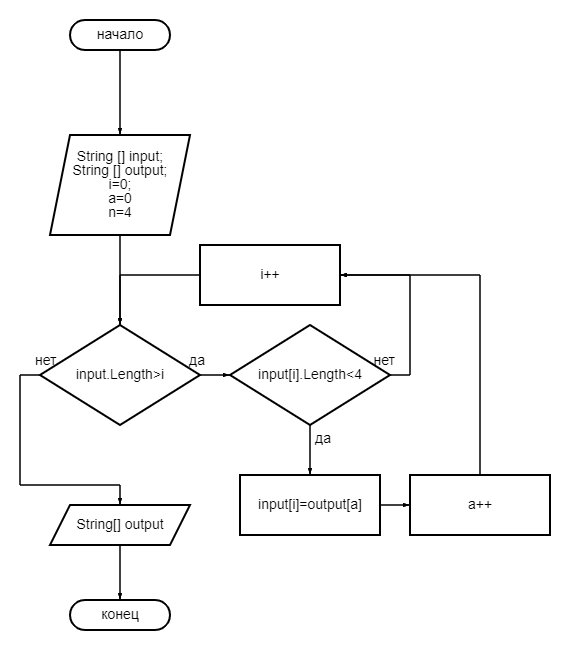 начало
String [] input;
String [] output;
i=0;
a=0
n=4
i++
нет
input.Length>i
да
input[i].Length<4
нет
да
input[i]=output[a]
a++
String[] output
конец